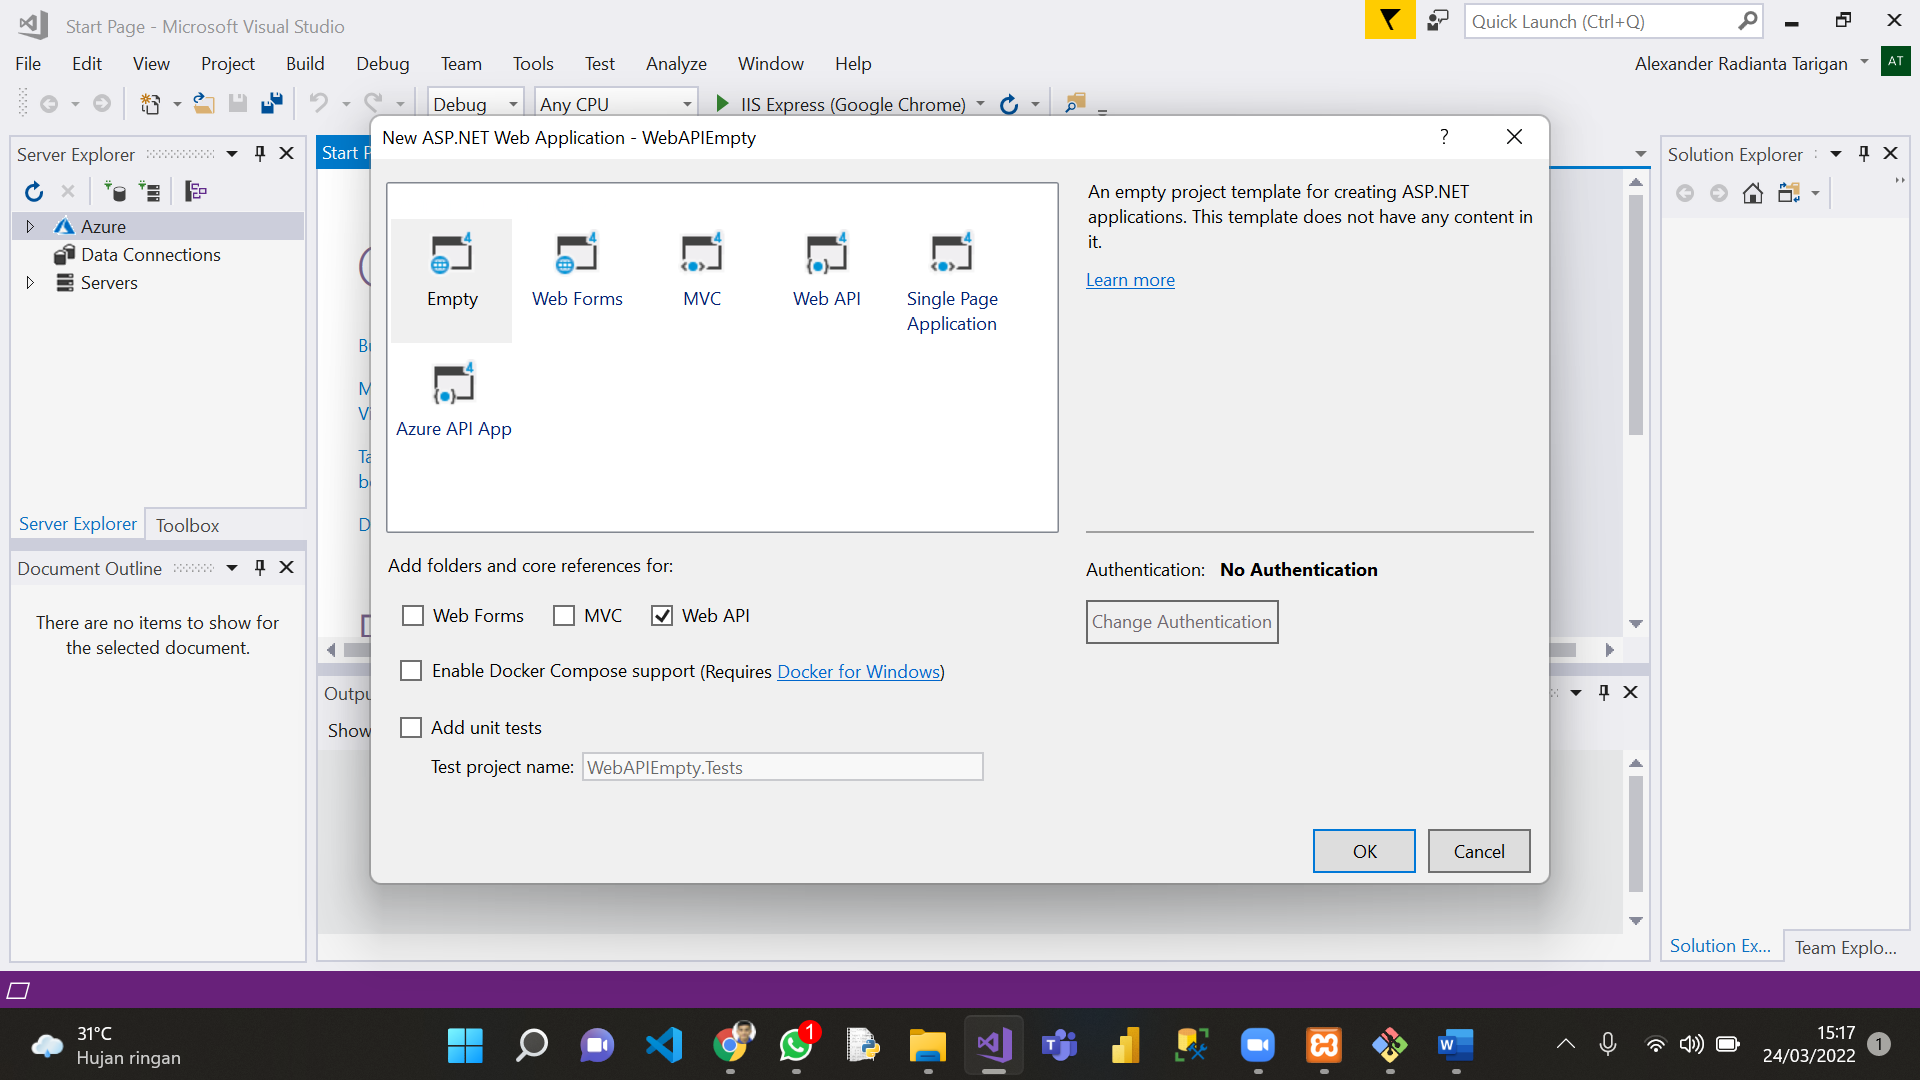 Start Page - Microsoft Visual Studio
Quick Launch (Ctrl+Q)
File Edit View Project Build Debug Team Tools Test Analyze Window Help
Alexander Radianta Tarigan
AT
Debug
Any CPU
IIS Express (Google Chrome)
Server Explorer
Azure
Data Connections
Servers
Server Explorer
Toolbox
Document Outline
There are no items to show for
the selected document.
Start P
New ASP.NET Web Application - WebAPIEmpty
?
4
Empty
4
Web Forms
4
MVC
4
Web API
4
Single Page
Application
4
Azure API App
An empty project template for creating ASP.NET
applications. This template does not have any content in
it.
Learn more
Add folders and core references for:
Web Forms
MVC
Web API
Enable Docker Compose support (Requires Docker for Windows)
Add unit tests
Test project name:
WebAPIEmpty.Tests
Authentication: No Authentication
Change Authentication
OK
Cancel
Outpu
Show
Solution Explorer
Solution Ex...
Team Explo...
31°C
Hujan ringan
1
15:17
24/03/2022
1